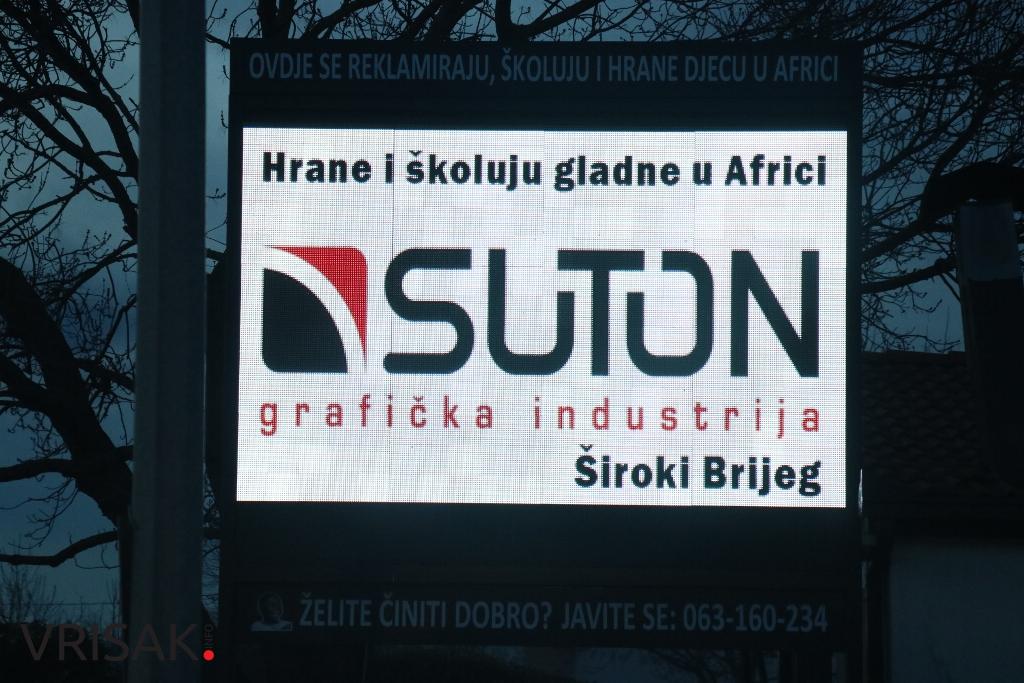 OVDJE SE REKLAMIRAJU, ŠKOLUJU I HRANE DJECU U AFRICI
Hrane i školuju gladne u Africi
SUTON
grafička industrija
Široki Brijeg
ŽELITE ČINITI DOBRO? JAVITE SE: 063-160-234
VRISAK.INFO